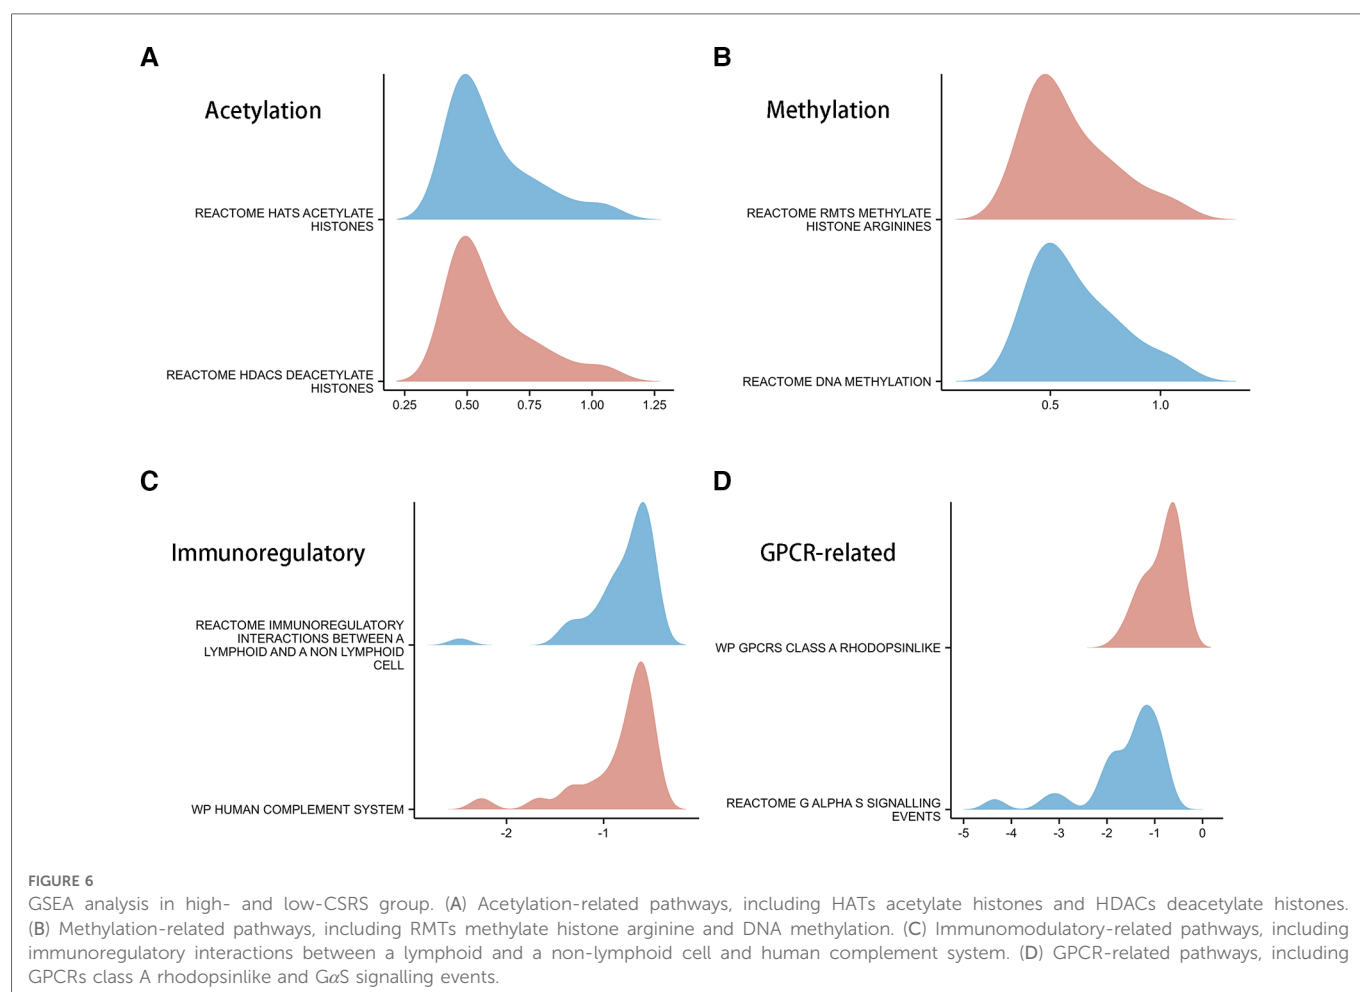 A
Acetylation
REACTOME HATS ACETYLATE
HISTONES
REACTOME HDACS DEACETYLATE
HISTONES
0.25 0.50 0.75 1.00 1.25
B
Methylation
REACTOME RMTS METHYLATE
HISTONE ARGININES
REACTOME DNA METHYLATION
0.5 1.0
C
Immunoregulatory
REACTOME IMMUNOREGULATORY
INTERACTIONS BETWEEN A
LYMPHOID AND A NON LYMPHOID
CELL
WP HUMAN COMPLEMENT SYSTEM
-2 -1
D
GPCR-related
WP GPCRS CLASS A RHODOPSINLIKE
REACTOME G ALPHA S SIGNALLING
EVENTS
-5 -4 -3 -2 -1 0
FIGURE 6
GSEA analysis in high- and low-CSRS group. (A) Acetylation-related pathways, including HATs acetylate histones and HDACs deacetylate histones.
(B) Methylation-related pathways, including RMTs methylate histone arginine and DNA methylation. (C) Immunomodulatory-related pathways, including
immunoregulatory interactions between a lymphoid and a non-lymphoid cell and human complement system. (D) GPCR-related pathways, including
GPCRs class A rhodopsinlike and GαS signalling events.